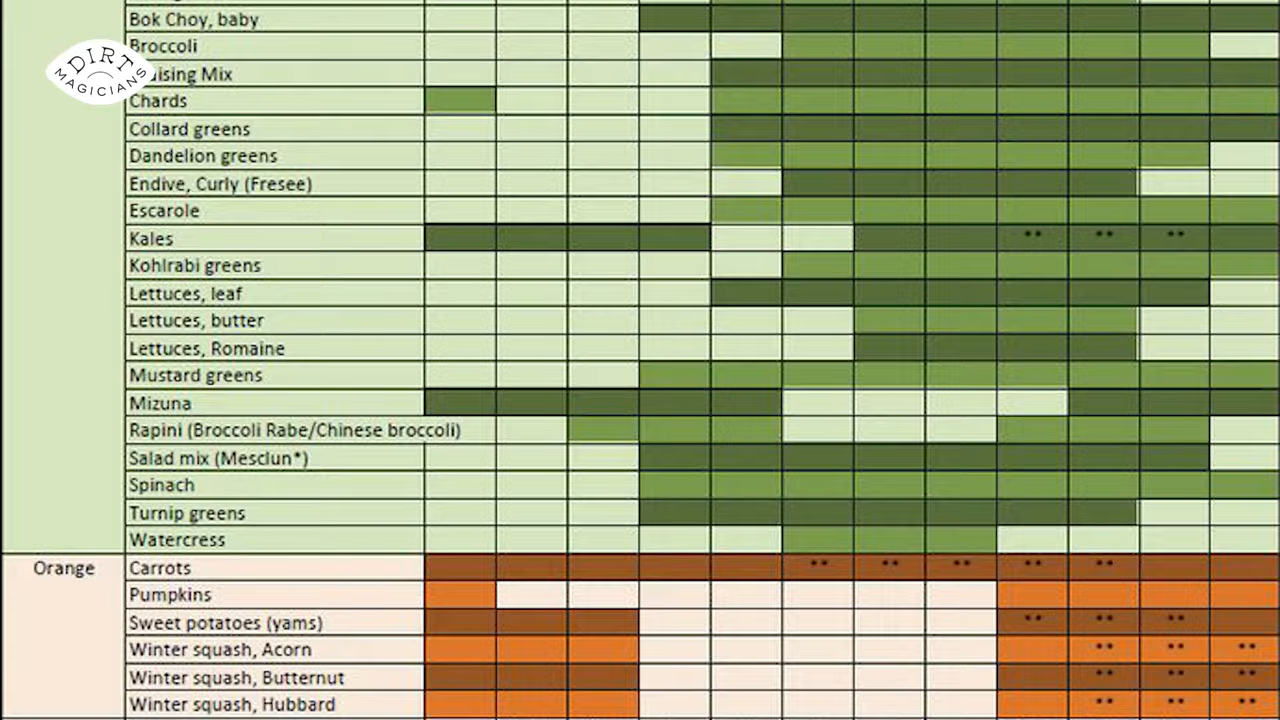 Bok Choy, baby
DIRT
MAGICIANS
Broccoli
aising Mix
Chards
Collard greens
Dandelion greens
Endive, Curly (Fresee)
Escarole
Kales ** ** **
Kohlrabi greens
Lettuces, leaf
Lettuces, butter
Lettuces, Romaine
Mustard greens
Mizuna
Rapini (Broccoli Rabe/Chinese broccoli)
Salad mix (Mesclun*)
Spinach
Turnip greens
Watercress
Orange Carrots ** ** ** ** **
Pumpkins
Sweet potatoes (yams) ** ** **
Winter squash, Acorn ** ** **
Winter squash, Butternut ** ** **
Winter squash, Hubbard ** ** **